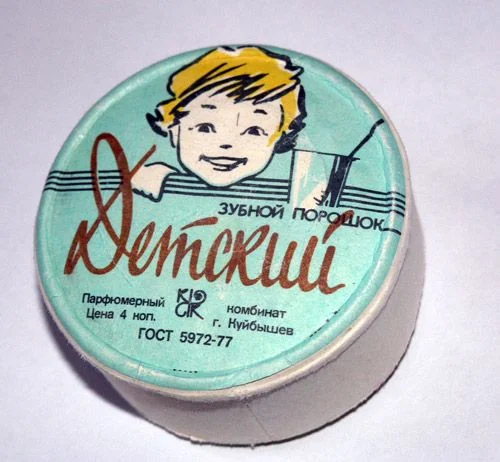 ЗУБНОЙ ПОРОШОК
Детский
Парфюмерный комбинат
Цена 4 коп. г. Куйбышев
ГОСТ 5972-77